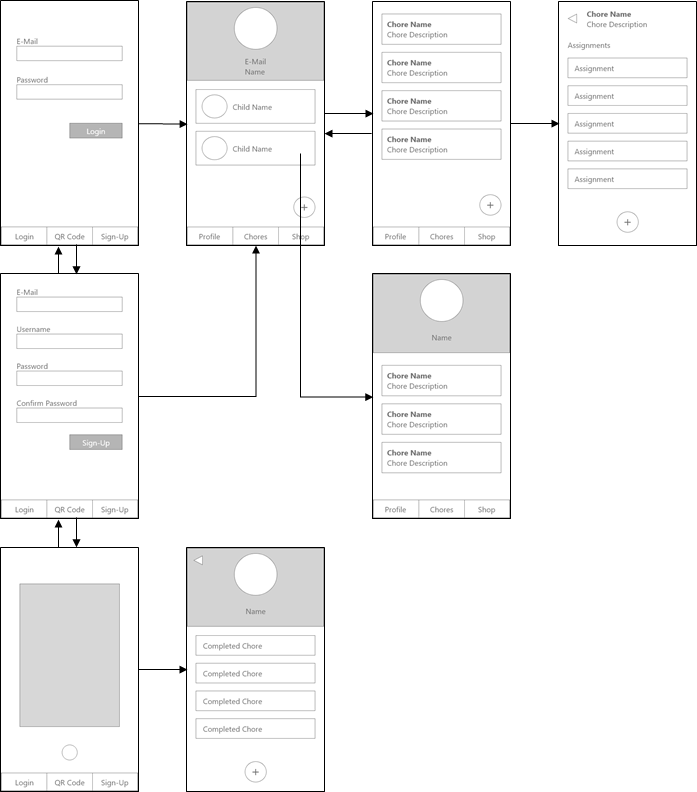 E-Mail
Password
Login
Login QR Code Sign-Up
E-Mail
Name
Child Name
Child Name
+
Profile Chores Shop
Chore Name
Chore Description
Chore Name
Chore Description
Chore Name
Chore Description
Chore Name
Chore Description
+
Profile Chores Shop
Chore Name
Chore Description
Assignments
Assignment
Assignment
Assignment
Assignment
Assignment
+
E-Mail
Username
Password
Confirm Password
Sign-Up
Login QR Code Sign-Up
Name
Chore Name
Chore Description
Chore Name
Chore Description
Chore Name
Chore Description
Profile Chores Shop
Login QR Code Sign-Up
Name
Completed Chore
Completed Chore
Completed Chore
Completed Chore
+